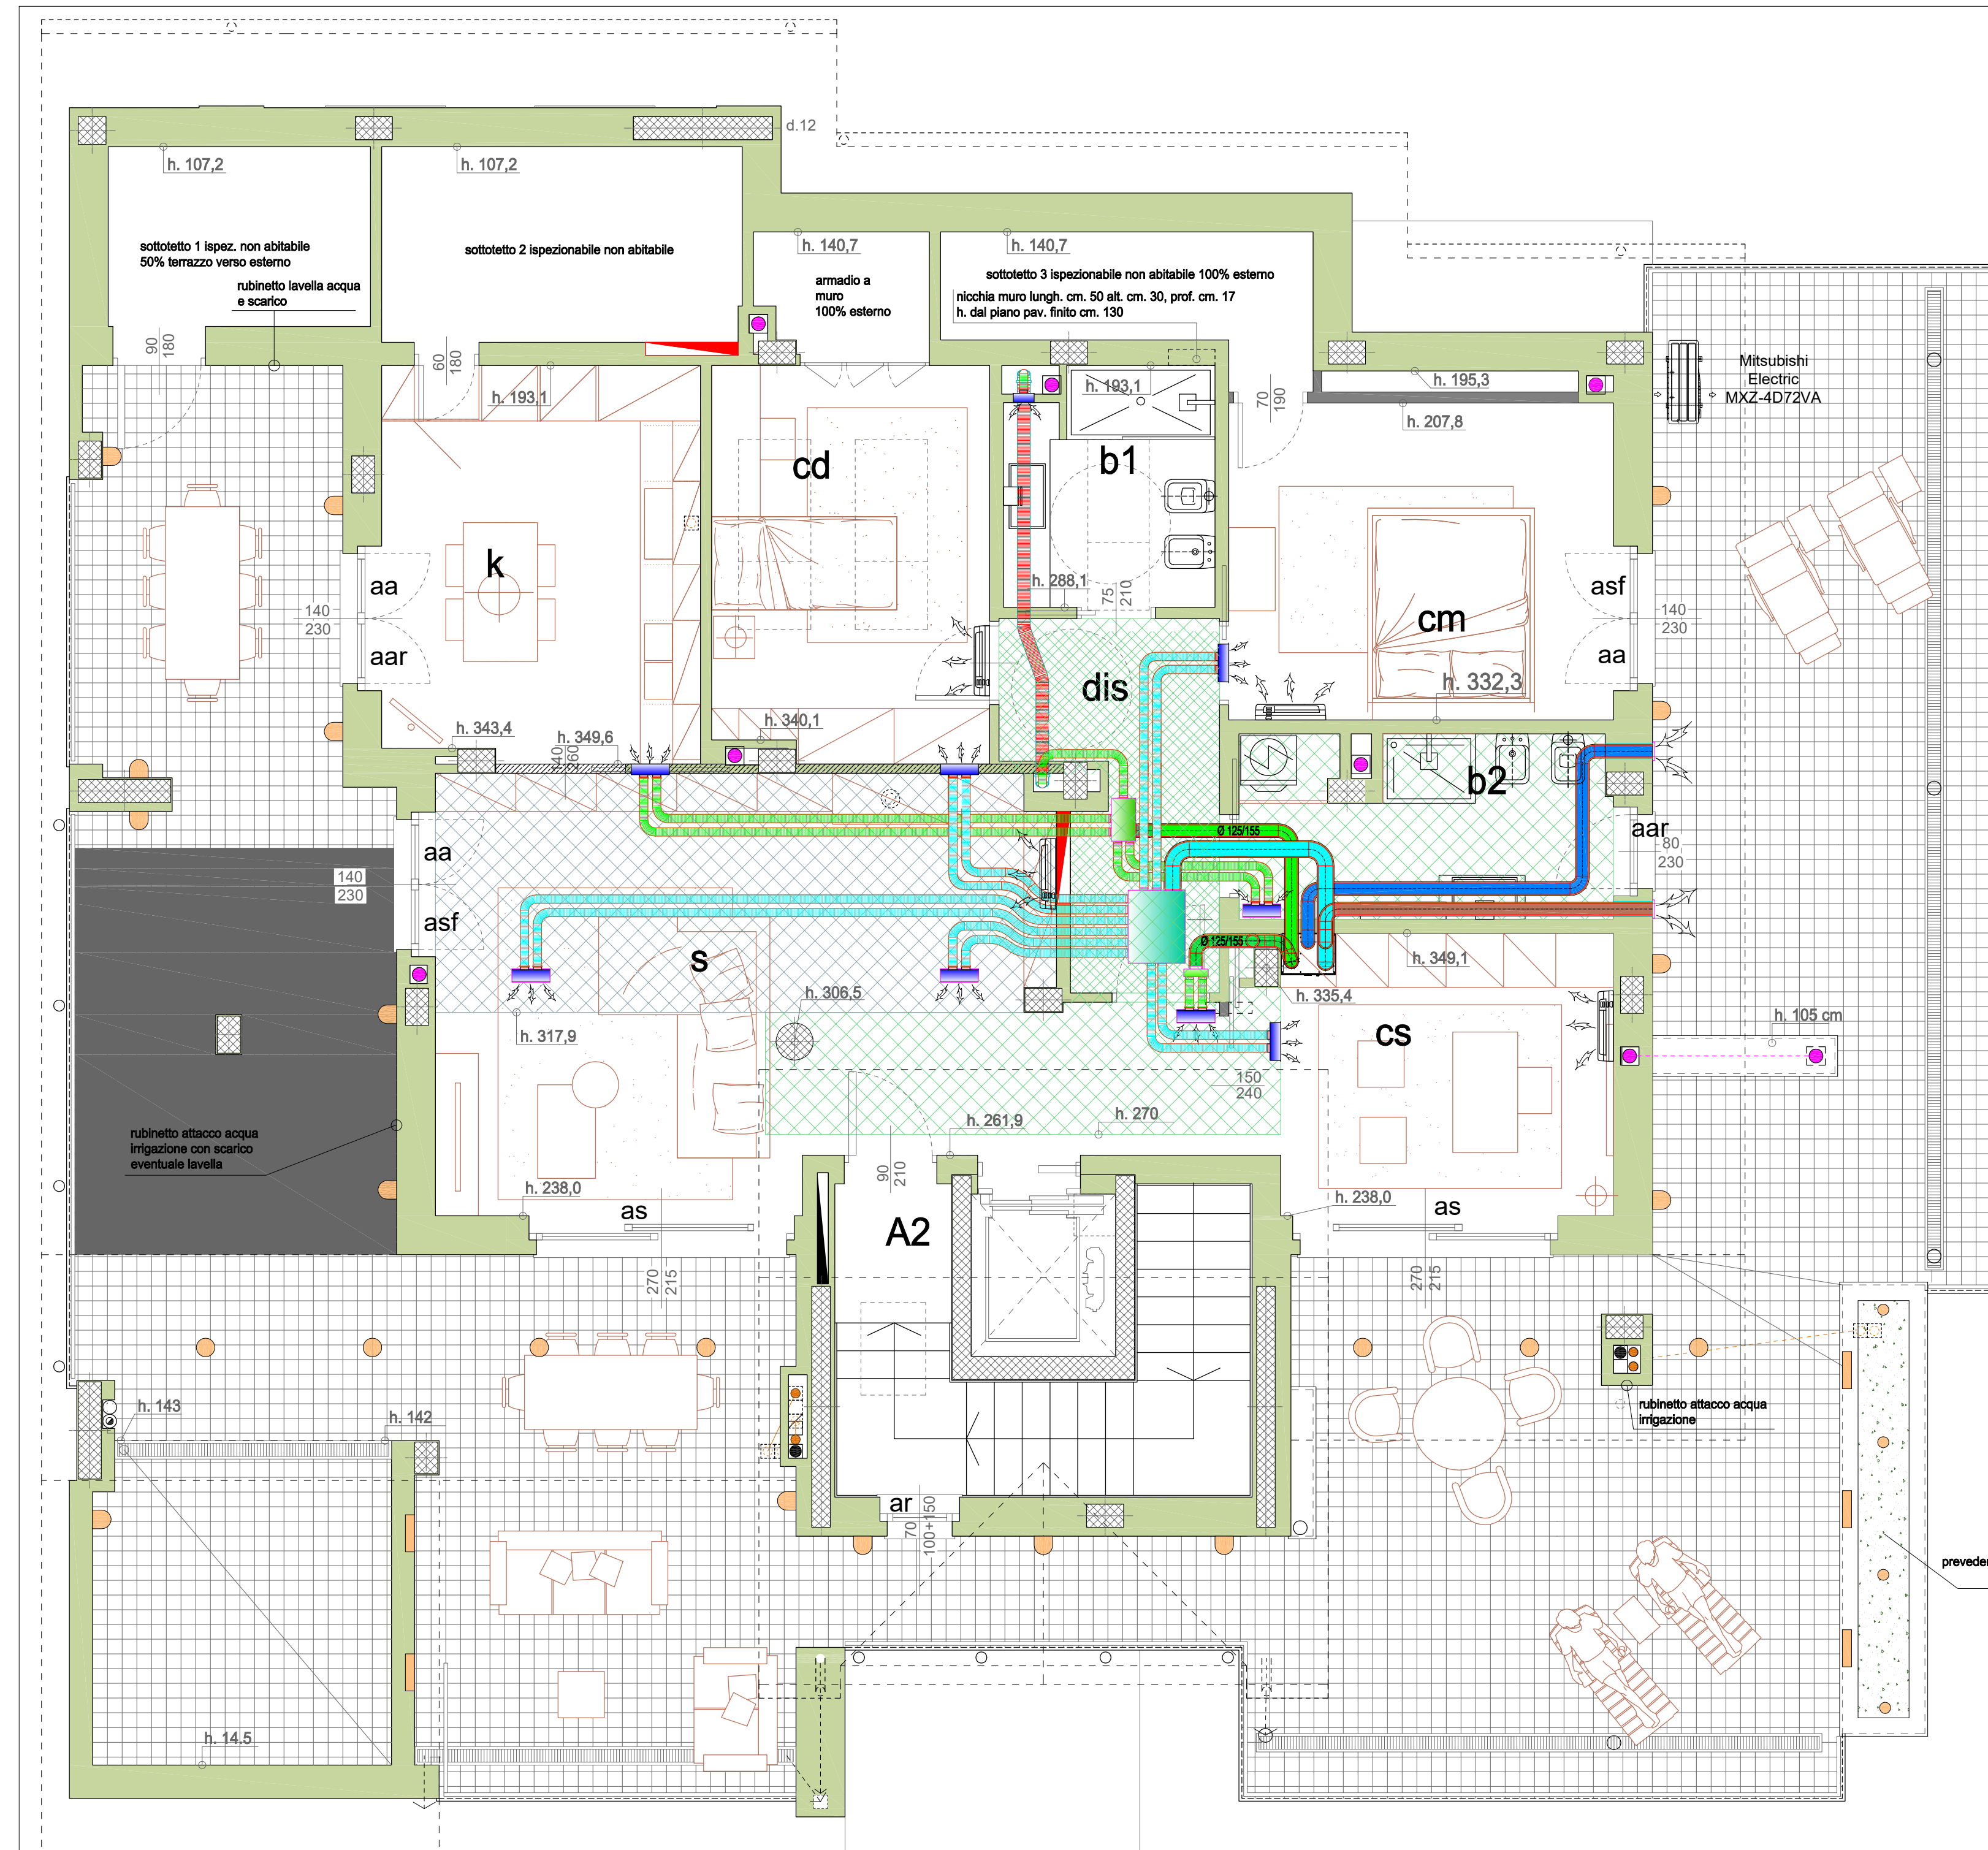 d.12
h. 107,2
h. 107,2
sottotetto 1 ispez. non abitabile
50% terrazzo verso esterno
rubinetto lavella acqua
e scarico
sottotetto 2 ispezionabile non abitabile
h. 140,7
armadio a
muro
100% esterno
h. 140,7
sottotetto 3 ispezionabile non abitabile 100% esterno
nicchia muro lungh. cm. 50 alt. cm. 30, prof. cm. 17
h. dal piano pav. finito cm. 130
90
180
60
180
h. 193,1
h. 193,1
70
190
h. 195,3
h. 207,8
Mitsubishi
Electric
MXZ-4D72VA
cd
b1
k
aa
140
230
aar
h. 288,1
75
210
cm
asf
140
230
aa
dis
h. 332,3
h. 343,4
h. 349,6
140
260
h. 340,1
b2
aa
140
230
asf
Ø 125/155
aar
80
230
s
Ø 125/155
h. 349,1
h. 306,5
h. 335,4
h. 317,9
cs
h. 105 cm
150
240
h. 261,9
h. 270
rubinetto attacco acqua
irrigazione con scarico
eventuale lavella
90
210
h. 238,0
as
h. 238,0
as
A2
270
215
270
215
h. 143
h. 142
rubinetto attacco acqua
irrigazione
ar
70
100+150
preveder
h. 14.5